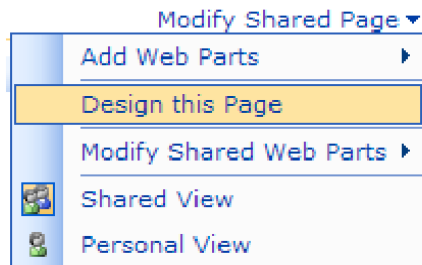 Modify Shared Page
Add Web Parts
Design this Page
Modify Shared Web Parts
Shared View
Personal View